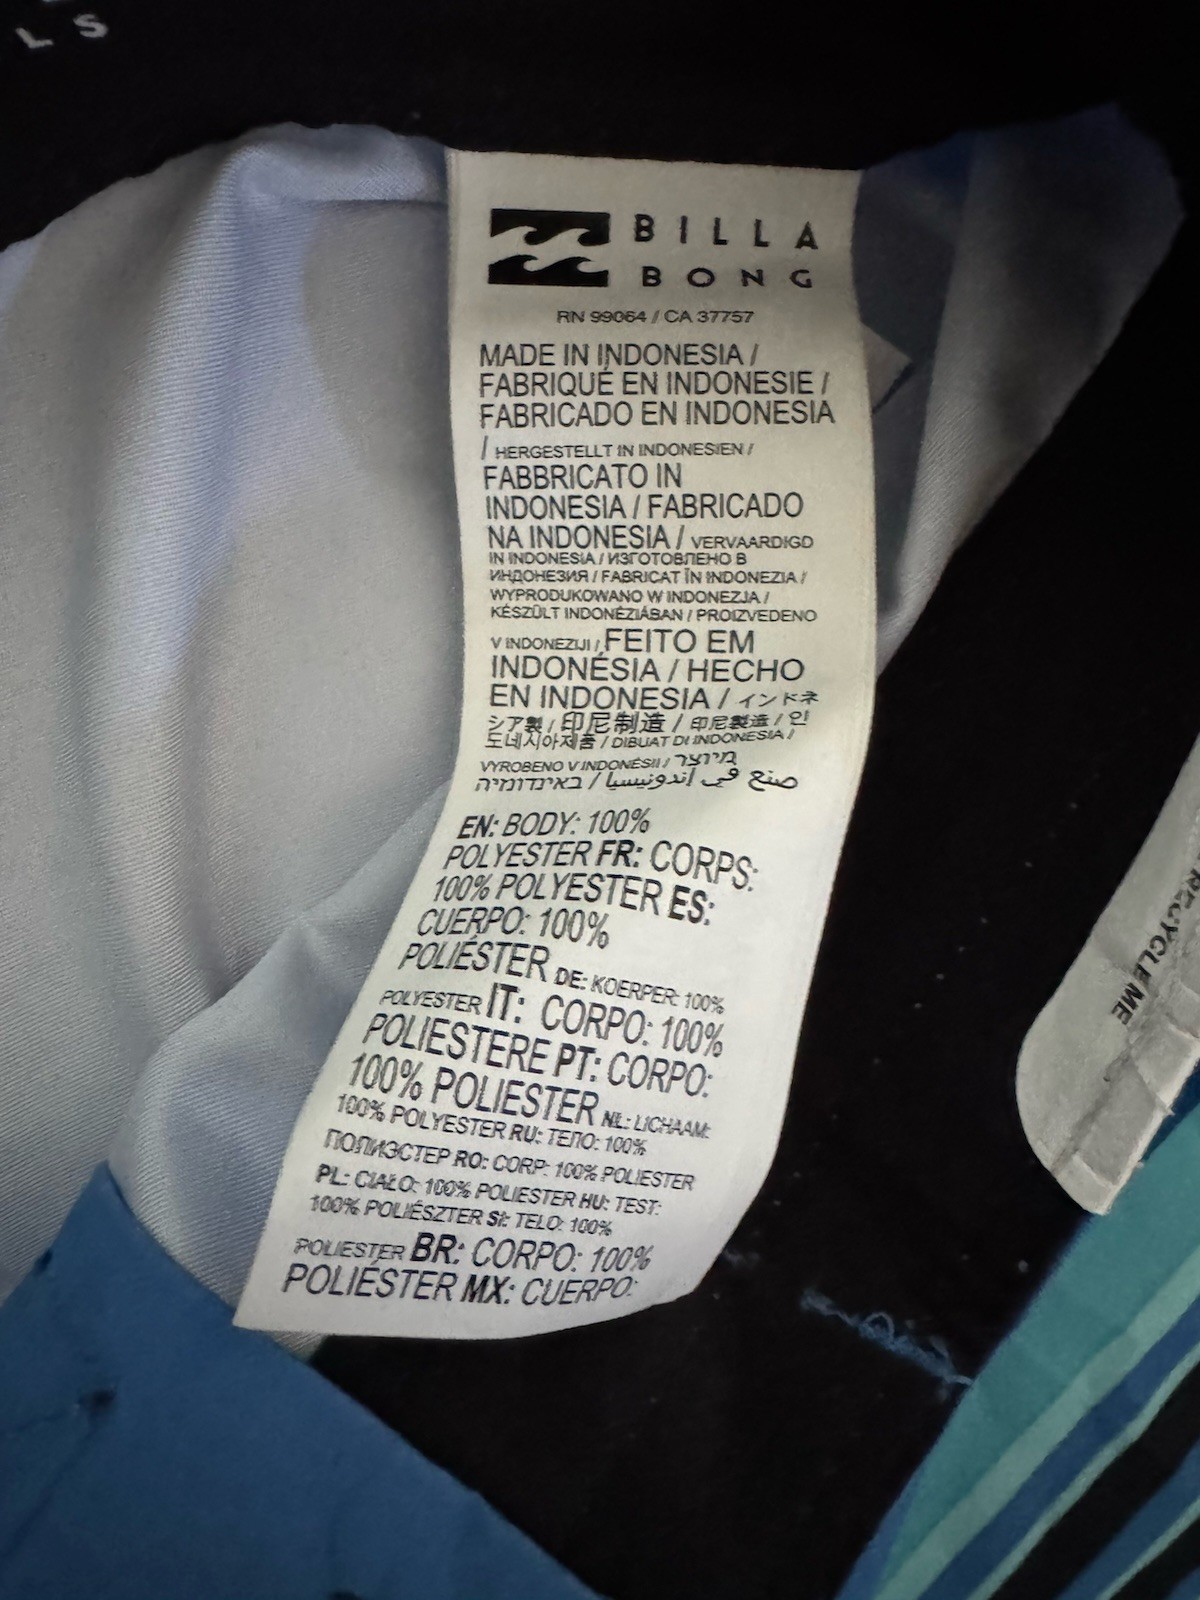 L S
BILLA
BONG
RN 99064 / CA 37757
MADE IN INDONESIA /
FABRIQUÉ EN INDONESIE /
FABRICADO EN INDONESIA
/ HERGESTELLT IN INDONESIEN /
FABBRICATO IN
INDONESIA / FABRICADO
NA INDONESIA / VERVAARDIGD
IN INDONESIA / ИЗГОТОВЛЕНО В
ИНДОНЕЗИЯ / FABRICAT ÎN INDONEZIA /
WYPRODUKOWANO W INDONEZJA /
KÉSZÜLT INDONÉZIÁBAN / PROIZVEDENO
V INDONEZIJI / FEITO EM
INDONÉSIA / HECHO
EN INDONESIA / インドネ
シア製 / 印尼制造 / 印尼製造 / 인
도네시아제품 / DIBUAT DI INDONESIA /
VYROBENO V INDONÉSII / מיוצר
באינדונזיה / صنع في إندونيسيا
EN: BODY: 100%
POLYESTER FR: CORPS:
100% POLYESTER ES:
CUERPO: 100%
POLIÉSTER DE: KOERPER: 100%
POLYESTER IT: CORPO: 100%
POLIESTERE PT: CORPO:
100% POLIESTER NL: LICHAAM:
100% POLYESTER RU: ТЕЛО: 100%
ПОЛИЭСТЕР RO: CORP: 100% POLIESTER
PL: CIAŁO: 100% POLIESTER HU: TEST:
100% POLIÉSZTER SI: TELO: 100%
POLIESTER BR: CORPO: 100%
POLIÉSTER MX: CUERPO:
RECYCLE ME